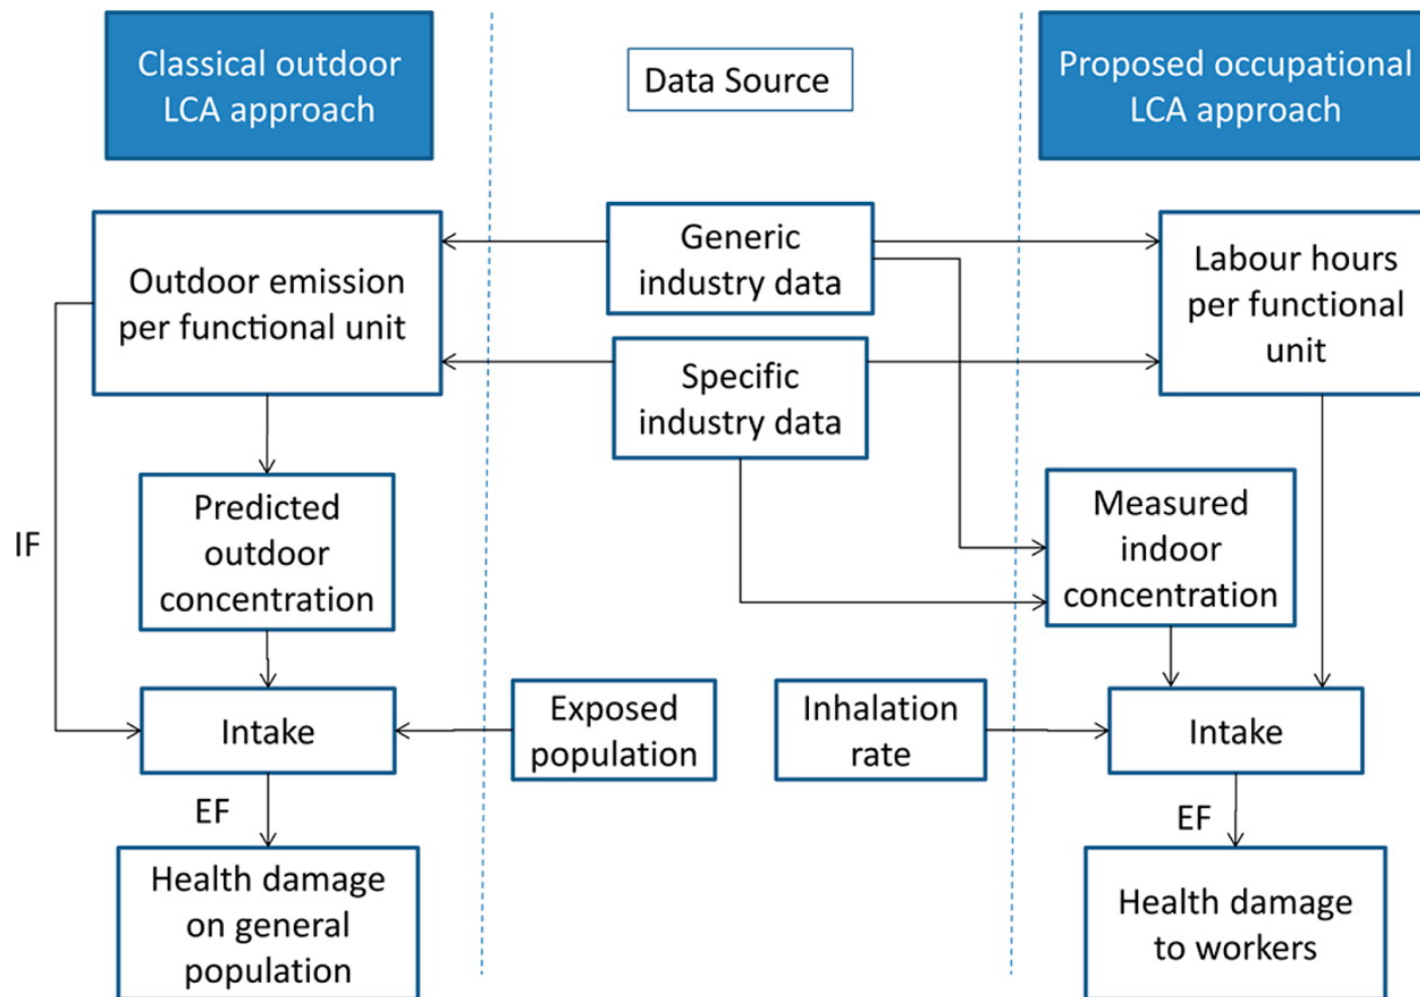 Classical outdoor
LCA approach
Data Source
Proposed occupational
LCA approach
Outdoor emission
per functional unit
Generic
industry data
Labour hours
per functional
unit
Specific
industry data
Predicted
outdoor
concentration
Measured
indoor
concentration
IF
Intake
Exposed
population
Inhalation
rate
Intake
EF
EF
Health damage
on general
population
Health damage
to workers